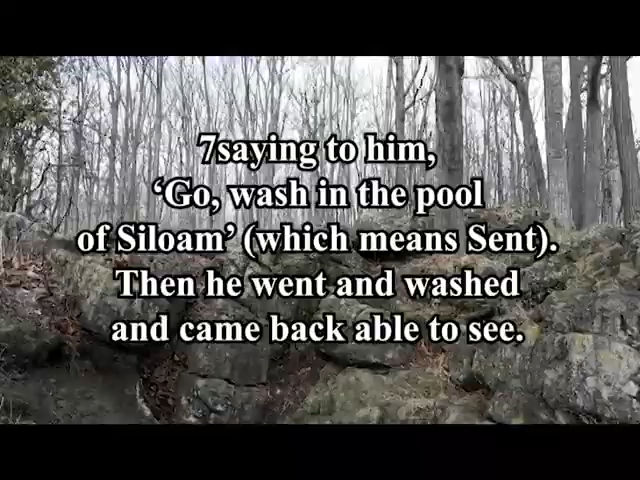 7saying to him,
‘Go, wash in the pool
of Siloam’ (which means Sent).
Then he went and washed
and came back able to see.